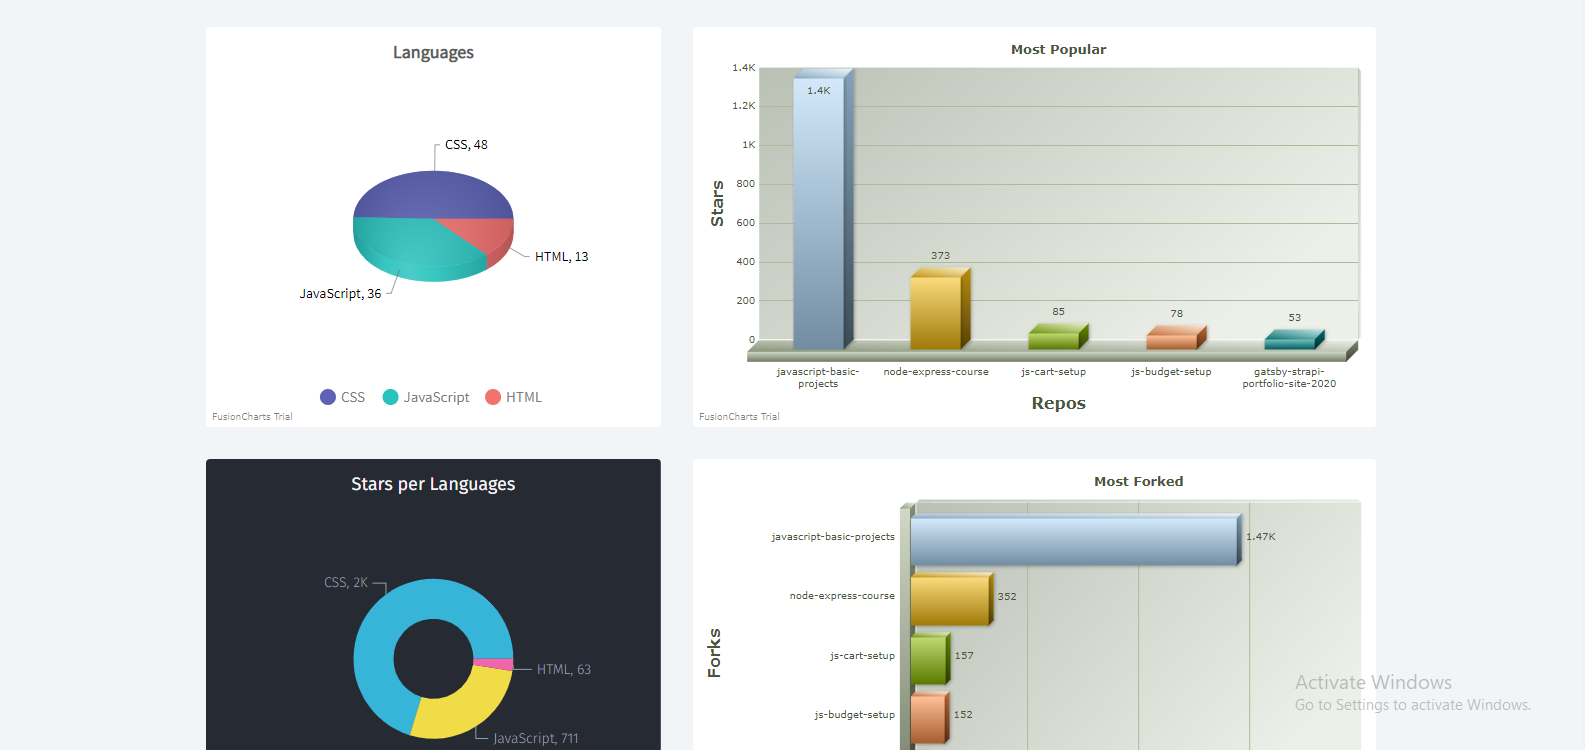 Languages
CSS, 48
HTML, 13
JavaScript, 36
CSS JavaScript HTML
FusionCharts Trial
Most Popular
Stars
1.4K
1.2K
1K
800
600
400
200
0
1.4K
373
85
78
53
javascript-basic-
projects
node-express-course
js-cart-setup
js-budget-setup
gatsby-strapi-
portfolio-site-2020
Repos
FusionCharts Trial
Stars per Languages
CSS, 2K
HTML, 63
JavaScript, 711
Most Forked
Forks
javascript-basic-projects
1.47K
node-express-course
352
js-cart-setup
157
js-budget-setup
152
Activate Windows
Go to Settings to activate Windows.